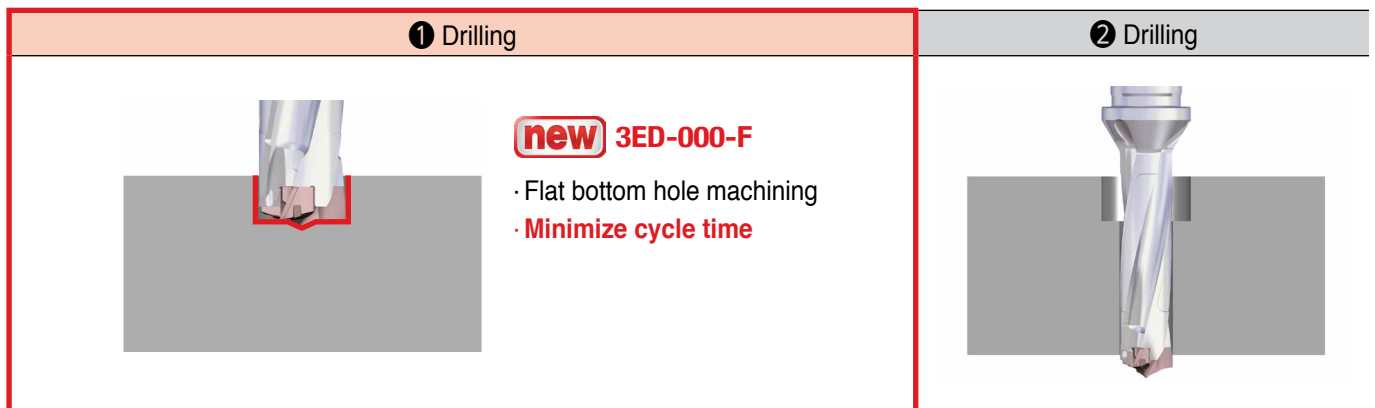 ❶ Drilling
new 3ED-000-F
· Flat bottom hole machining
· Minimize cycle time
❷ Drilling